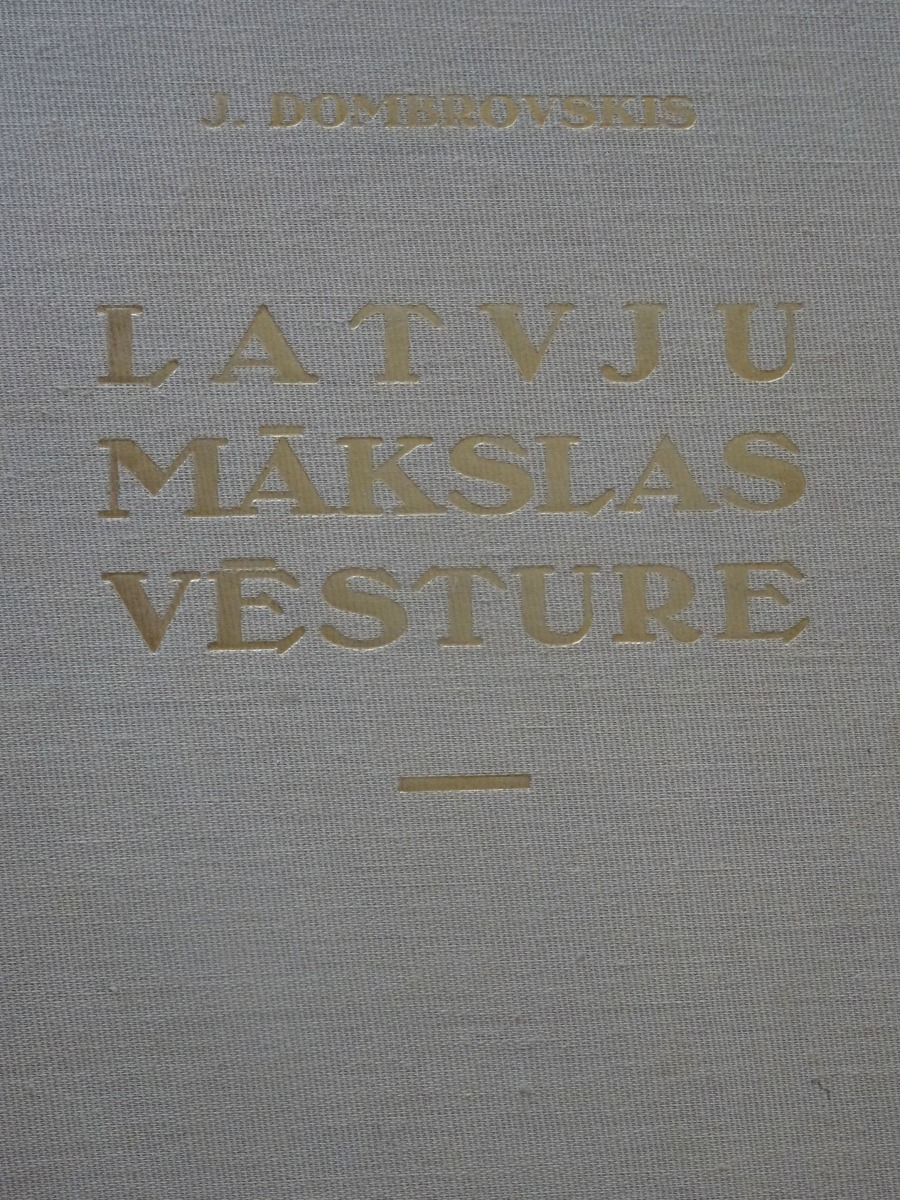 J. DOMBROVSKIS
LATVJU
MĀKSLAS
VĒSTURE